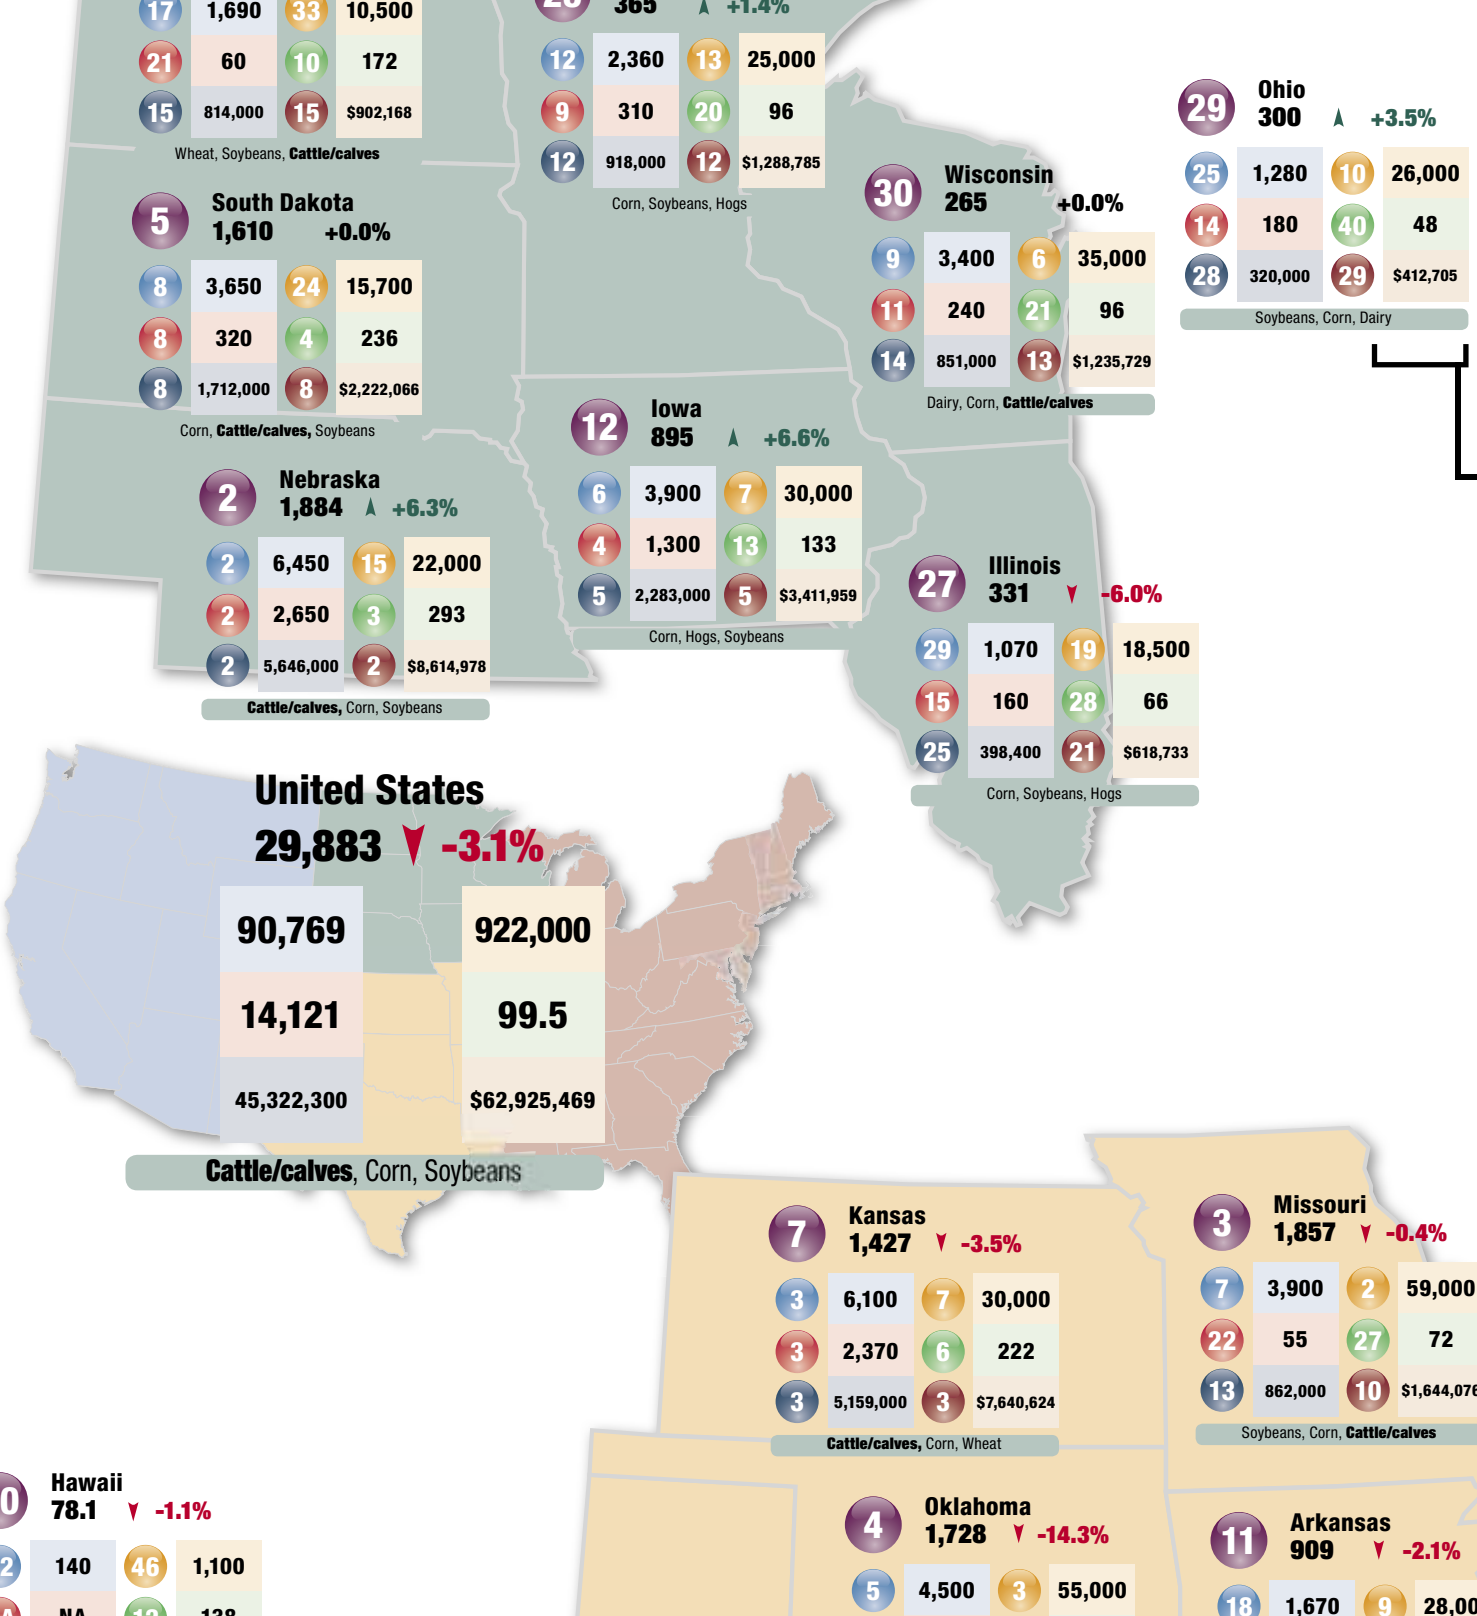 17 1,690 33 10,500
21 60 10 172
15 814,000 15 $902,168
Wheat, Soybeans, Cattle/calves
365 +1.4%
12 2,360 13 25,000
9 310 20 96
12 918,000 12 $1,288,785
Corn, Soybeans, Hogs
29 Ohio
300 +3.5%
25 1,280 10 26,000
14 180 40 48
28 320,000 29 $412,705
Soybeans, Corn, Dairy
30 Wisconsin
265 +0.0%
9 3,400 6 35,000
11 240 21 96
14 851,000 13 $1,235,729
Dairy, Corn, Cattle/calves
5 South Dakota
1,610 +0.0%
8 3,650 24 15,700
8 320 4 236
8 1,712,000 8 $2,222,066
Corn, Cattle/calves, Soybeans
12 Iowa
895 +6.6%
6 3,900 7 30,000
4 1,300 13 133
5 2,283,000 5 $3,411,959
Corn, Hogs, Soybeans
2 Nebraska
1,884 +6.3%
2 6,450 15 22,000
2 2,650 3 293
2 5,646,000 2 $8,614,978
Cattle/calves, Corn, Soybeans
27 Illinois
331 -6.0%
29 1,070 19 18,500
15 160 28 66
25 398,400 21 $618,733
Corn, Soybeans, Hogs
United States
29,883 -3.1%
90,769 922,000
14,121 99.5
45,322,300 $62,925,469
Cattle/calves, Corn, Soybeans
7 Kansas
1,427 -3.5%
3 6,100 7 30,000
3 2,370 6 222
3 5,159,000 3 $7,640,624
Cattle/calves, Corn, Wheat
3 Missouri
1,857 -0.4%
7 3,900 2 59,000
22 55 27 72
13 862,000 10 $1,644,076
Soybeans, Corn, Cattle/calves
0 Hawaii
78.1 -1.1%
2 140 46 1,100
NA 138
4 Oklahoma
1,728 -14.3%
5 4,500 3 55,000
11 Arkansas
909 -2.1%
18 1,670 9 28,00